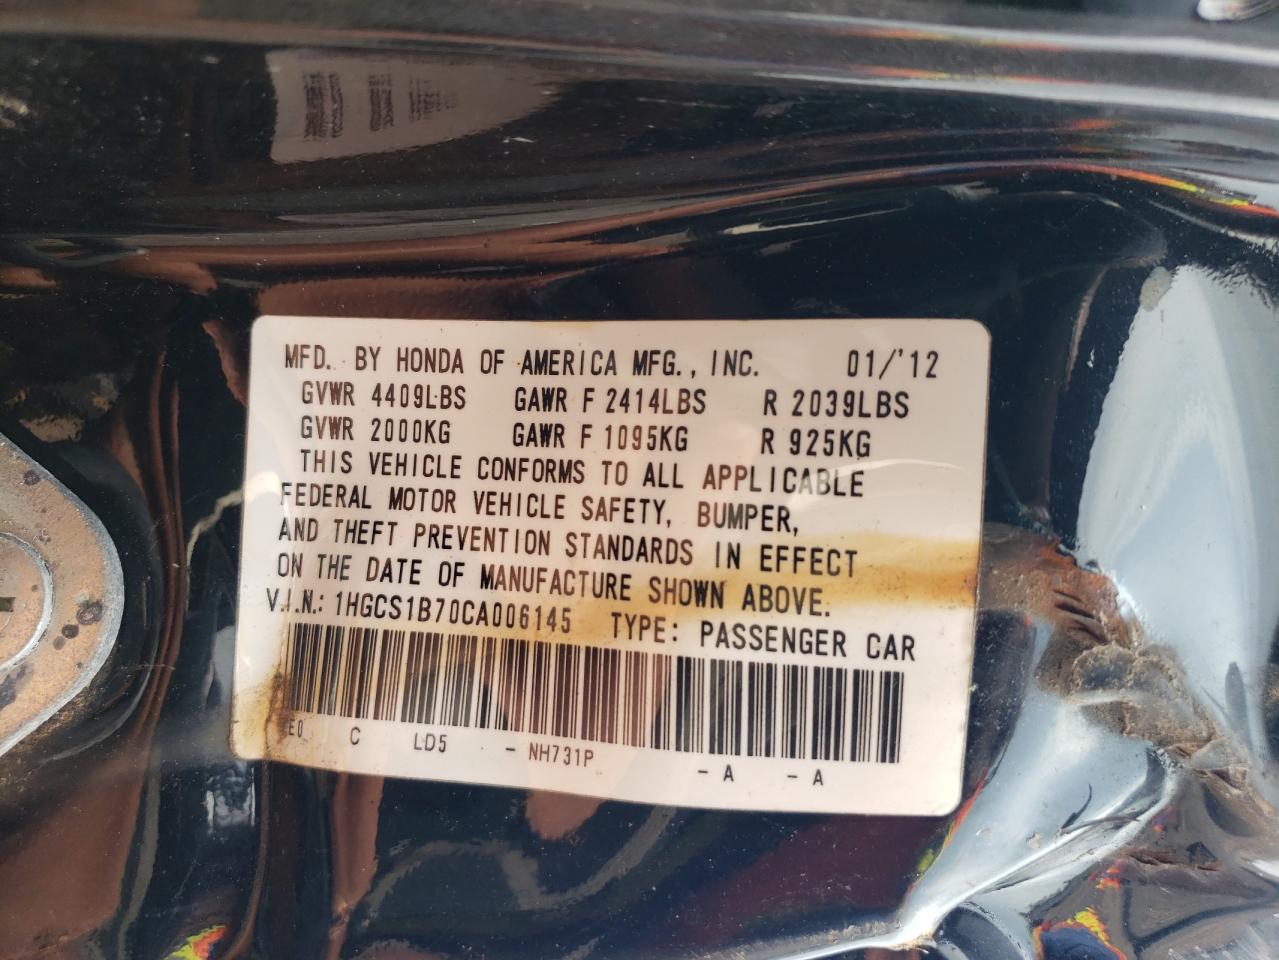 MFD. BY HONDA OF AMERICA MFG., INC. 01/'12
GVWR 4409LBS GAWR F 2414LBS R 2039LBS
GVWR 2000KG GAWR F 1095KG R 925KG
THIS VEHICLE CONFORMS TO ALL APPLICABLE
FEDERAL MOTOR VEHICLE SAFETY, BUMPER,
AND THEFT PREVENTION STANDARDS IN EFFECT
ON THE DATE OF MANUFACTURE SHOWN ABOVE.
V.I.N.: 1HGCS1B70CA006145 TYPE: PASSENGER CAR
E0 C LD5 - NH731P - A - A